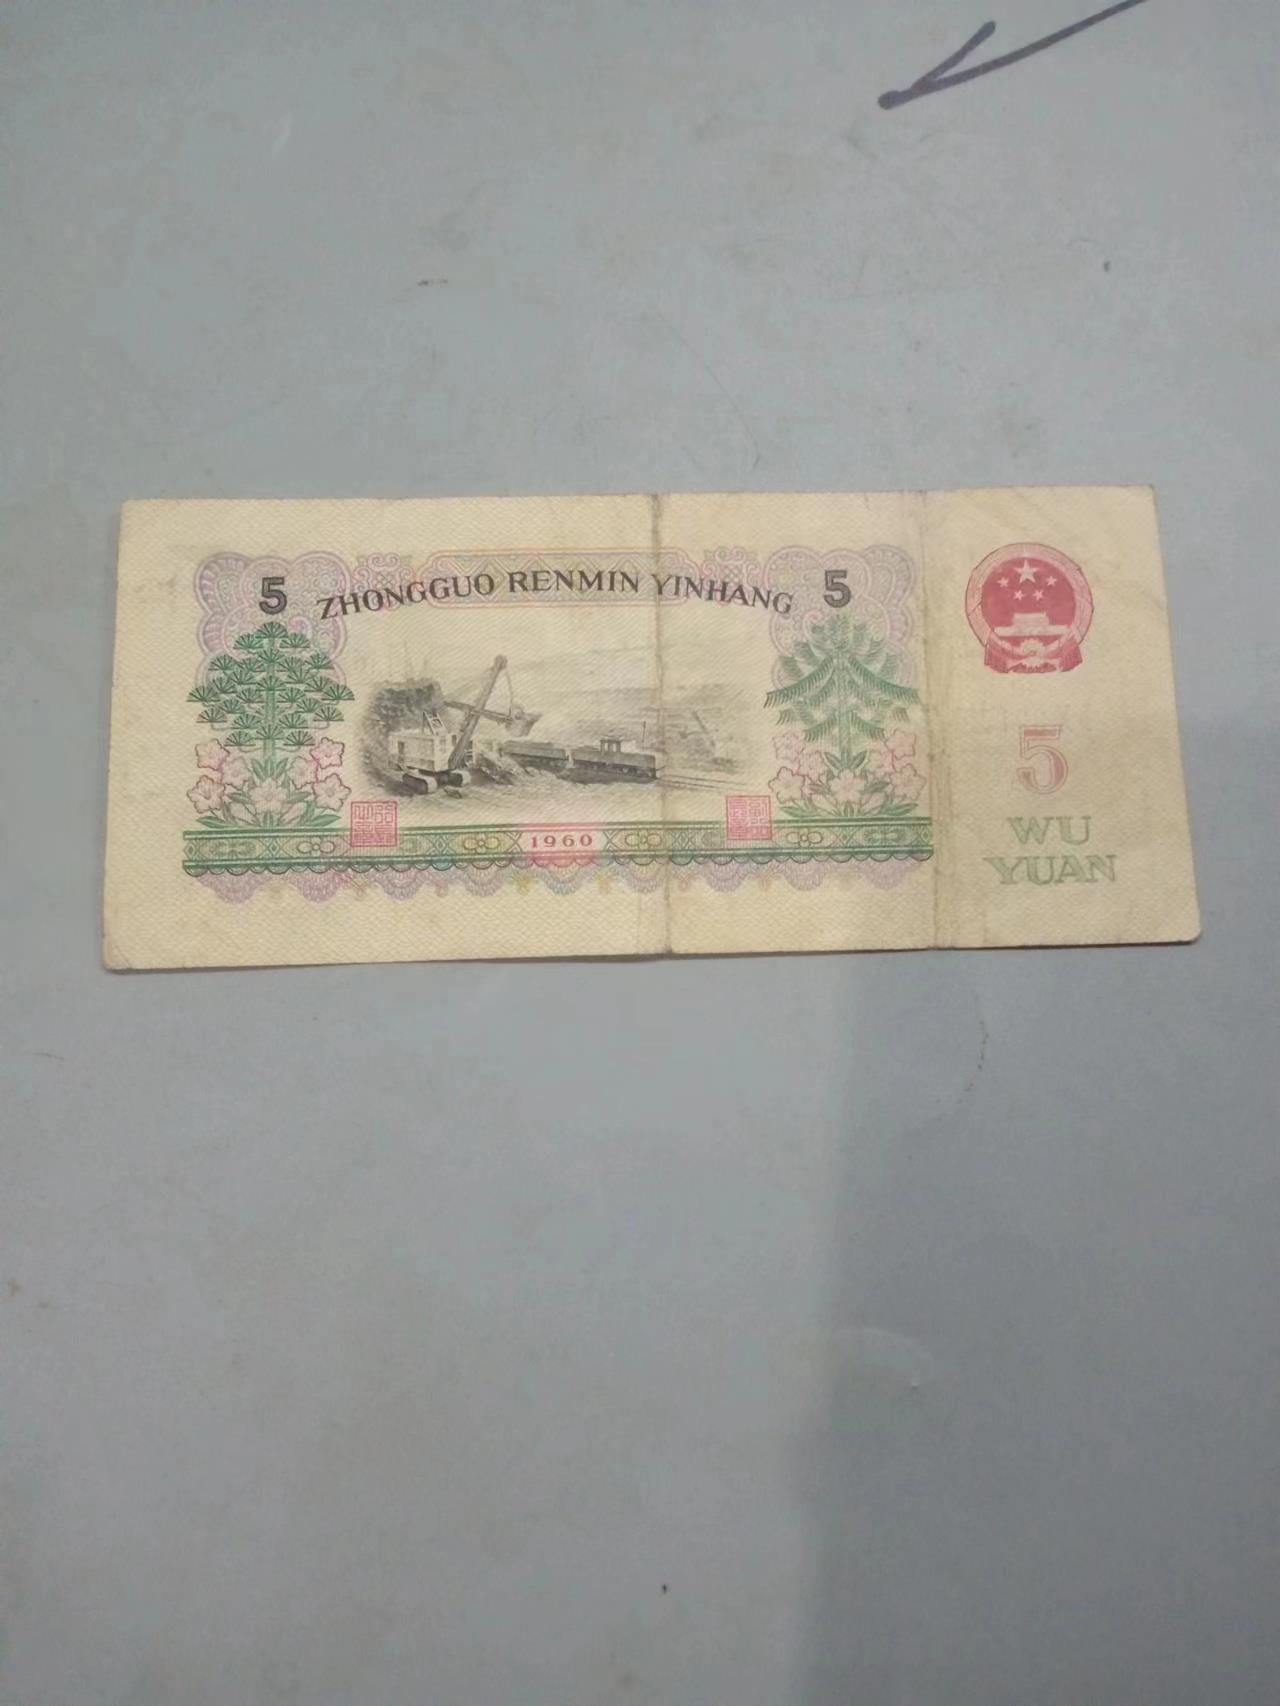 5 ZHONGGUO RENMIN YINHANG 5
5
WU
YUAN
1960